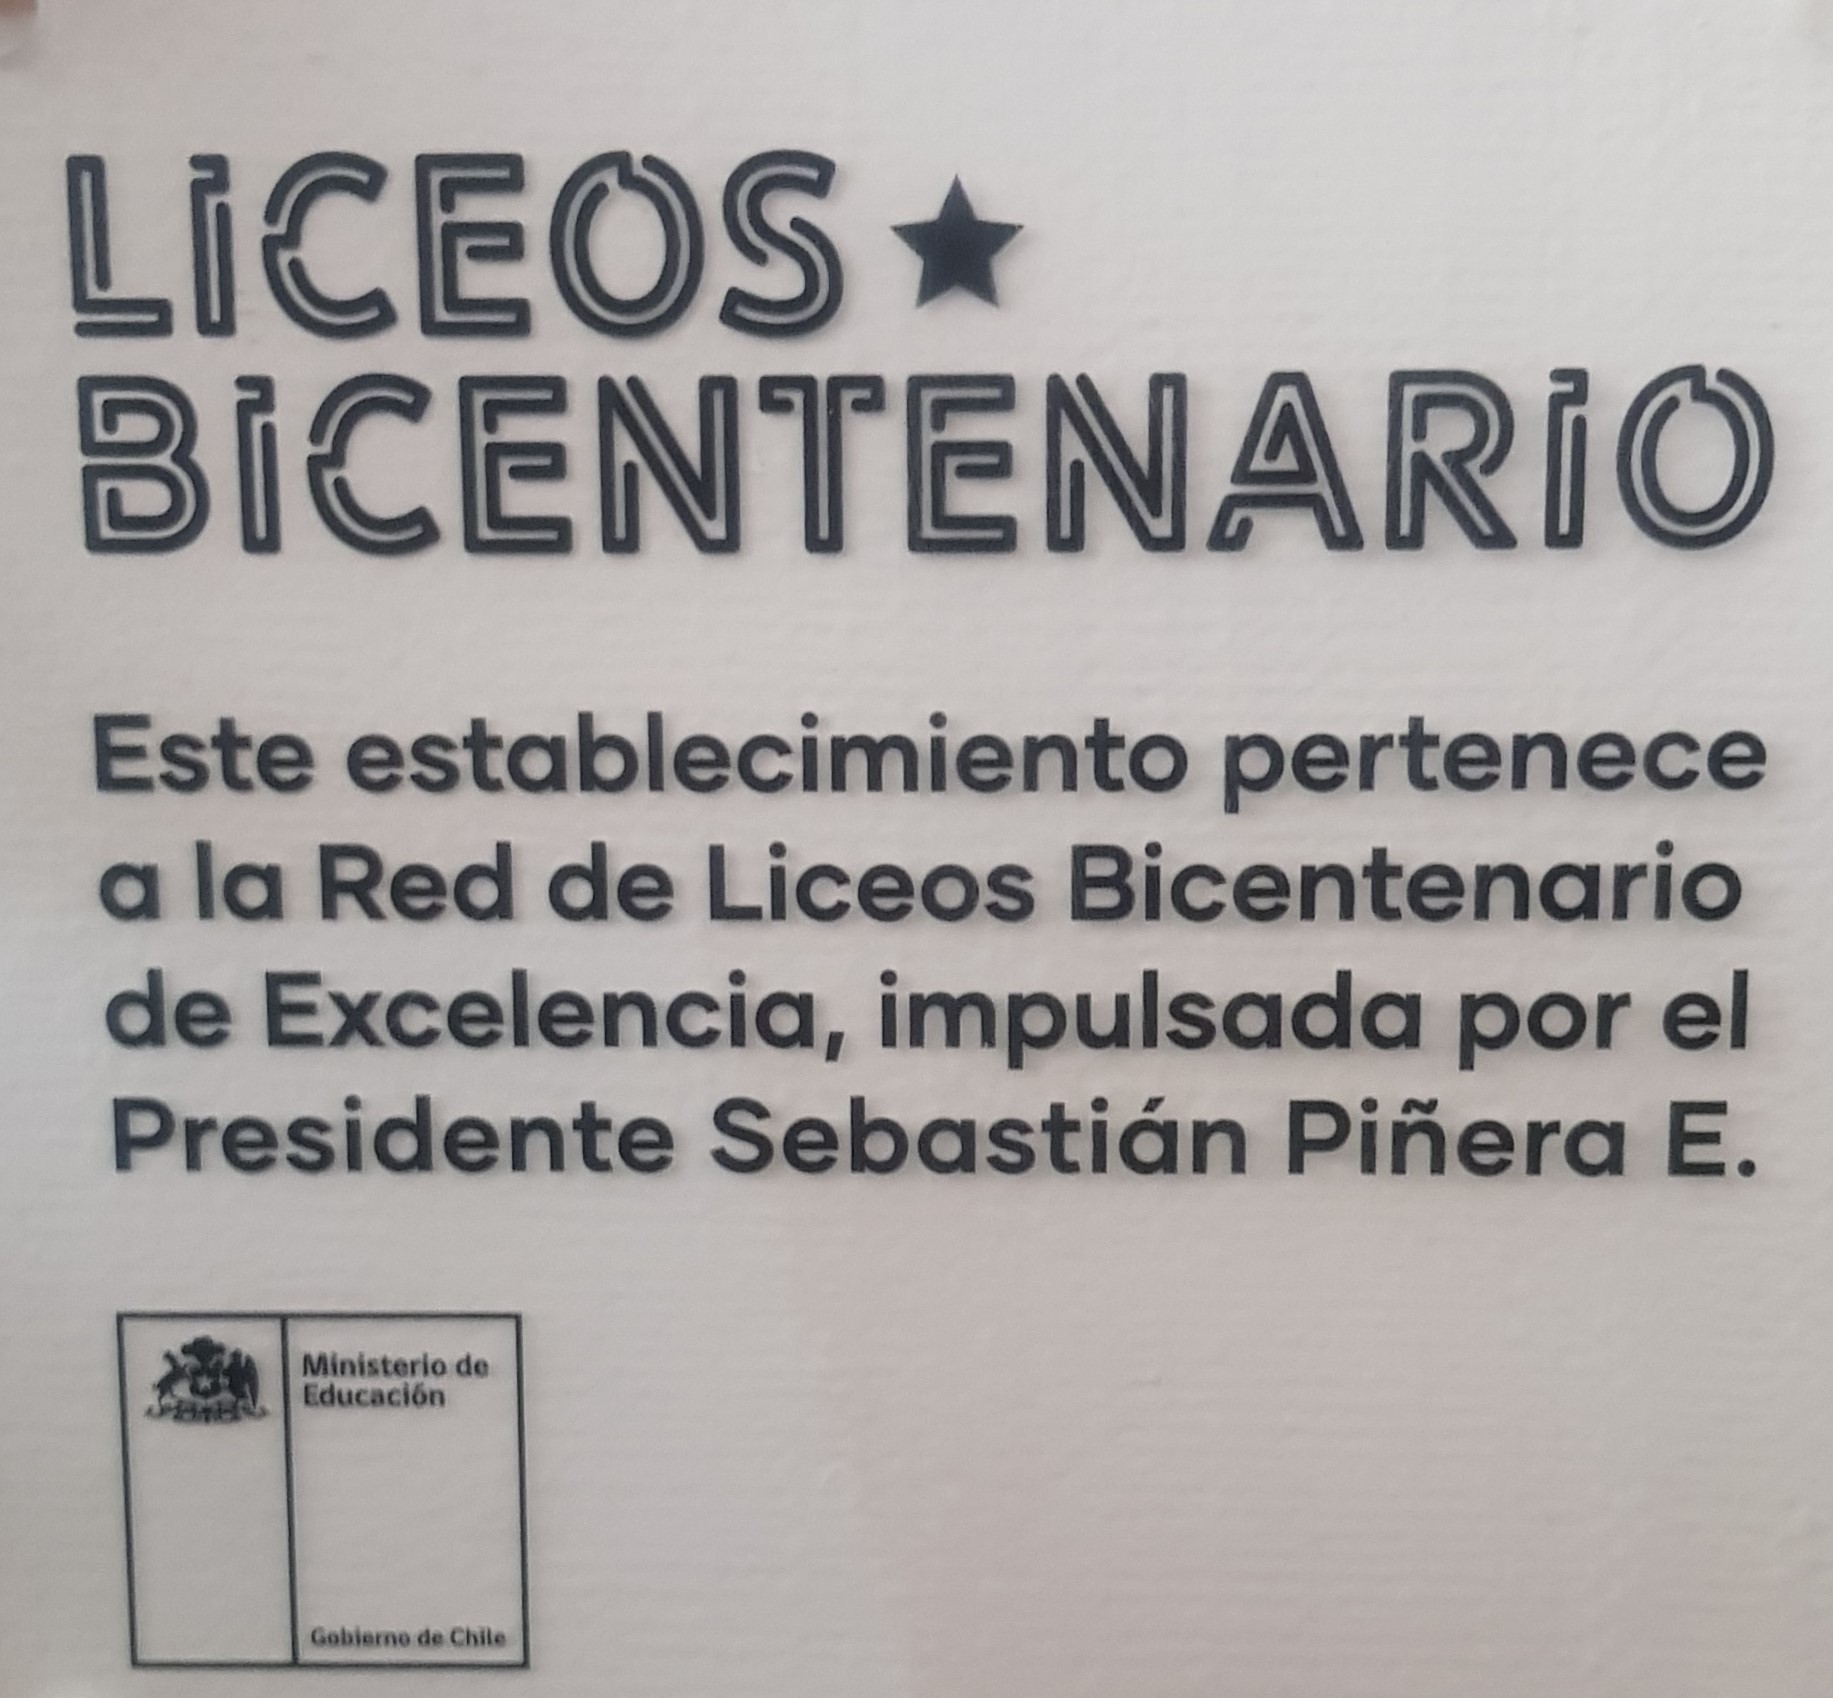 LICEOS
BICENTENARIO
Este establecimiento pertenece
a la Red de Liceos Bicentenario
de Excelencia, impulsada por el
Presidente Sebastián Piñera E.
Ministerio de
Educación
Gobierno de Chile